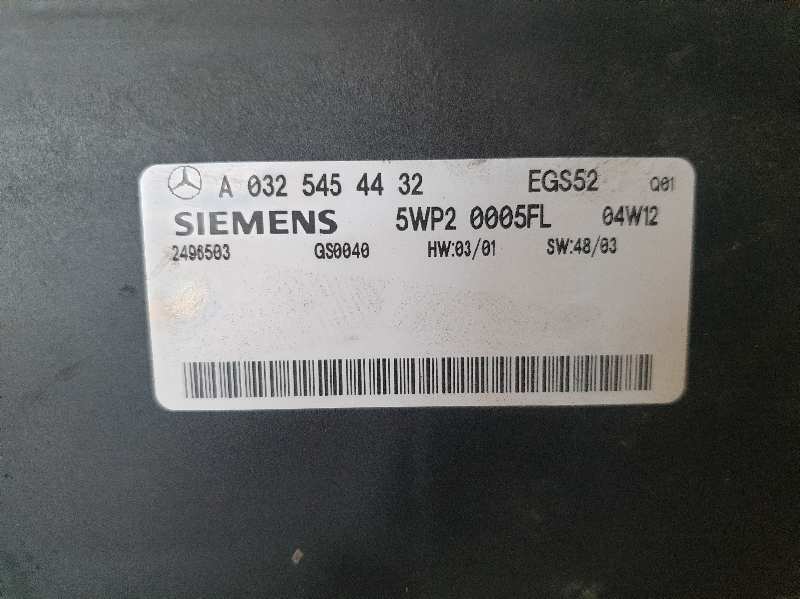 A 032 545 44 32 EGS52 Q01
SIEMENS 5WP2 0005FL 04W12
2496503 GS0040 HW:03/01 SW:48/03